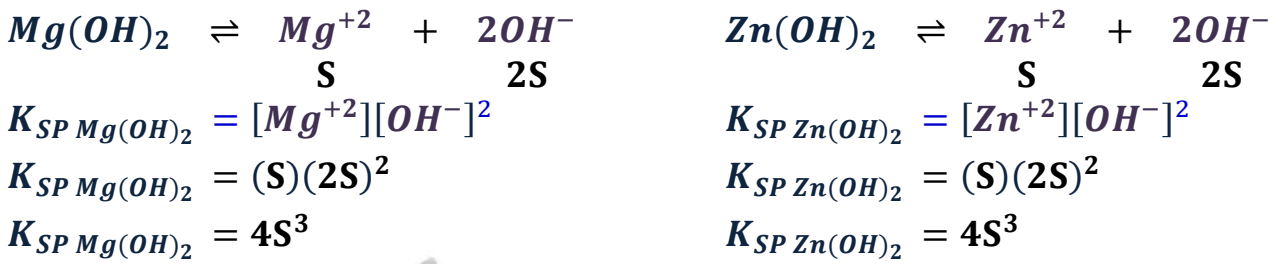 Mg(OH)₂ ⇌ Mg⁺² + 2OH⁻
S 2S
K_SP Mg(OH)₂ = [Mg⁺²][OH⁻]²
K_SP Mg(OH)₂ = (S)(2S)²
K_SP Mg(OH)₂ = 4S³
Zn(OH)₂ ⇌ Zn⁺² + 2OH⁻
S 2S
K_SP Zn(OH)₂ = [Zn⁺²][OH⁻]²
K_SP Zn(OH)₂ = (S)(2S)²
K_SP Zn(OH)₂ = 4S³